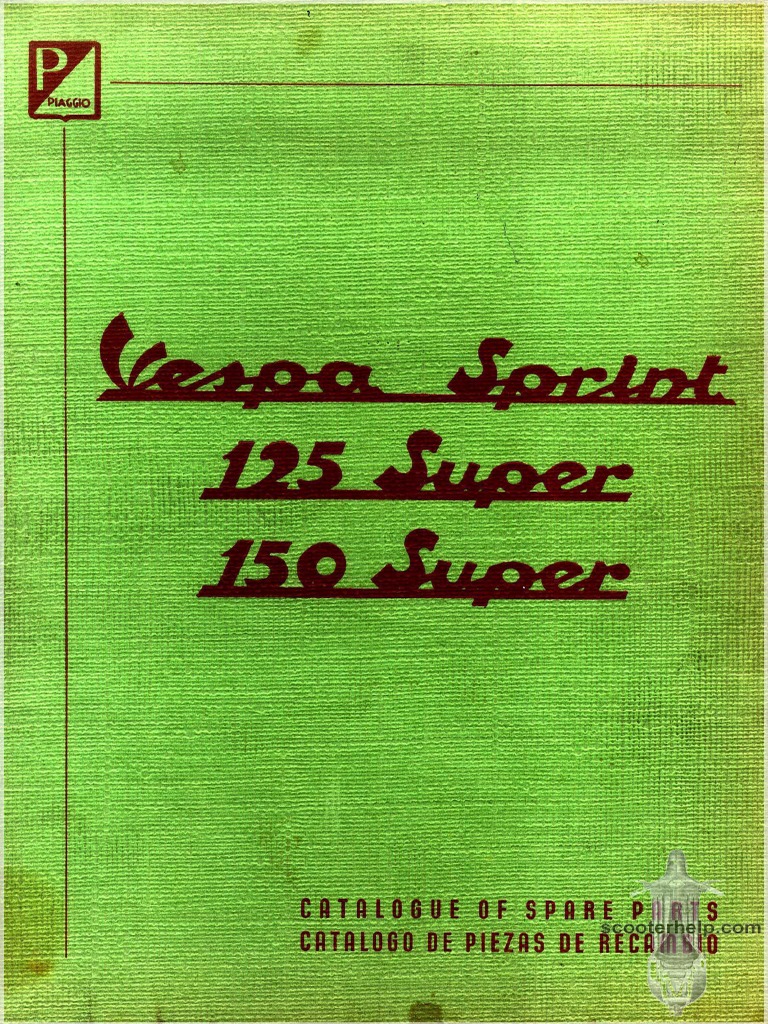 P
PIAGGIO
Vespa Sprint
125 Super
150 Super
CATALOGUE OF SPARE PARTS
CATALOGO DE PIEZAS DE RECAMBIO
scooterhelp.com